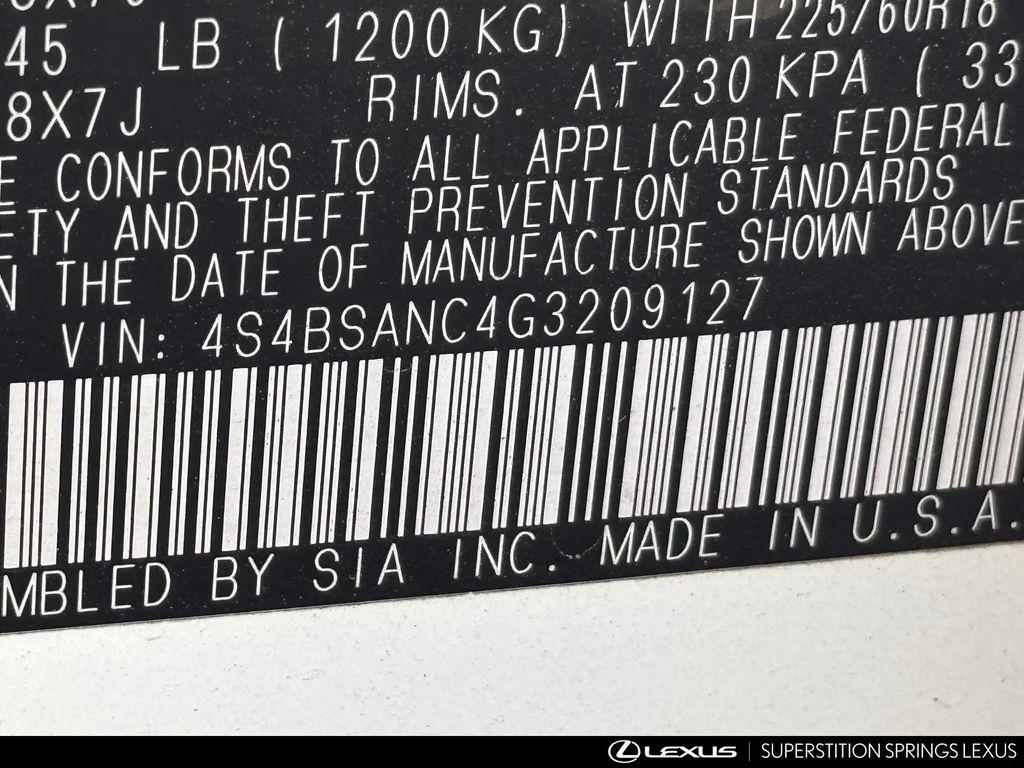 45 LB ( 1200 KG) WITH 225/60R18
8X7J RIMS. AT 230 KPA ( 33
E CONFORMS TO ALL APPLICABLE FEDERAL
ETY AND THEFT PREVENTION STANDARDS
N THE DATE OF MANUFACTURE SHOWN ABOVE
VIN: 4S4BSANC4G3209127
MBLED BY SIA INC. MADE IN U.S.A.
LEXUS | SUPERSTITION SPRINGS LEXUS